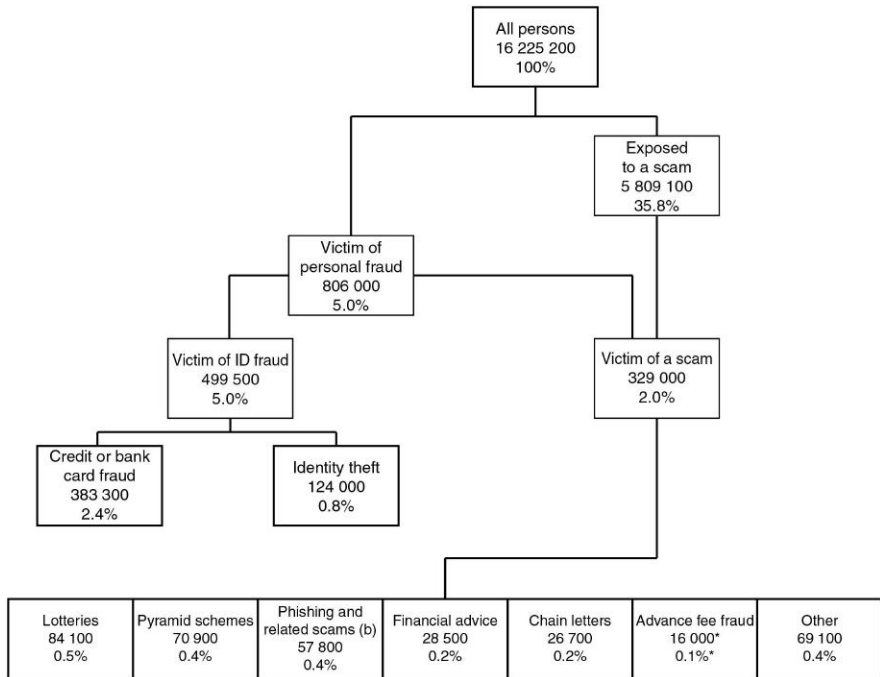 All persons
16 225 200
100%
Exposed
to a scam
5 809 100
35.8%
Victim of
personal fraud
806 000
5.0%
Victim of ID fraud
499 500
5.0%
Victim of a scam
329 000
2.0%
Credit or bank
card fraud
383 300
2.4%
Identity theft
124 000
0.8%
Lotteries
84 100
0.5%
Pyramid schemes
70 900
0.4%
Phishing and
related scams (b)
57 800
0.4%
Financial advice
28 500
0.2%
Chain letters
26 700
0.2%
Advance fee fraud
16 000*
0.1%*
Other
69 100
0.4%